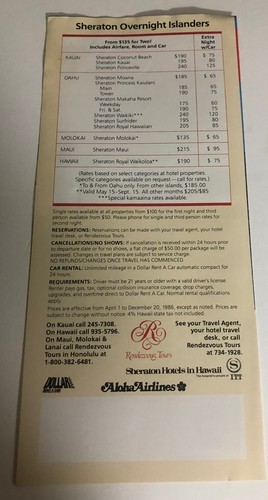 Sheraton Overnight Islanders
From $135 for Two!
Includes Airfare, Room and Car
Extra
Night
w/Car
KAUAI Sheraton Coconut Beach $190 $ 75
Sheraton Kauai 195 80
Sheraton Princeville 240 125
OAHU Sheraton Moana $185 $ 65
Sheraton Princess Kaiulani
Main 185 65
Tower 190 75
Sheraton Makaha Resort
Weekday 175 60
Fri. & Sat. 190 75
Sheraton Waikiki*** 240 120
Sheraton Surfrider 195 80
Sheraton Royal Hawaiian 205 85
MOLOKAI Sheraton Molokai* $135 $ 65
MAUI Sheraton Maui $215 $ 95
HAWAII Sheraton Royal Waikoloa** $190 $ 75
(Rates based on select categories at hotel properties.
Specific categories available on request— call for rates.)
*To & From Oahu only. From other islands, $185.00
**Valid May 15- Sept. 15. All other months $205/$85
***Special kamaaina rates available.
Single rates available at all properties from $100 for the first night and third
person available from $50. Please phone for single and third person rates for
second night.
RESERVATIONS: Reservations can be made with your travel agent, your hotel
travel desk, or Rendezvous Tours.
CANCELLATIONS/NO SHOWS: If cancellation is received within 24 hours prior
to departure date or for no shows, a flat rate of $50.00 per package will be
assessed. Changes in travel plans are subject to service charge.
NO REFUNDS/CHANGES ONCE TRAVEL HAS COMMENCED.
CAR RENTAL: Unlimited mileage in a Dollar Rent A Car automatic compact for
24 hours.
REQUIREMENTS: Driver must be 21 years or older with a valid driver's license.
Renter pays gas, tax, optional collision insurance coverage, drop charges,
upgrades, and overtime direct to Dollar Rent A Car. Normal rental qualifications
apply.
Prices are effective from April 1 to December 20, 1986, except as noted. Prices are
subject to change without notice. 4% Hawaii state tax not included.
On Kauai call 245-7308.
On Hawaii call 935-5796.
On Maui, Molokai &
Lanai call Rendezvous
Tours in Honolulu at
1-800-382-6481.
R
Rendezvous Tours
See your Travel Agent,
your hotel travel
desk, or call
Rendezvous Tours
at 734-1928.
Sheraton Hotels in Hawaii
S
ITT
DOLLAR
AlohaAirlines